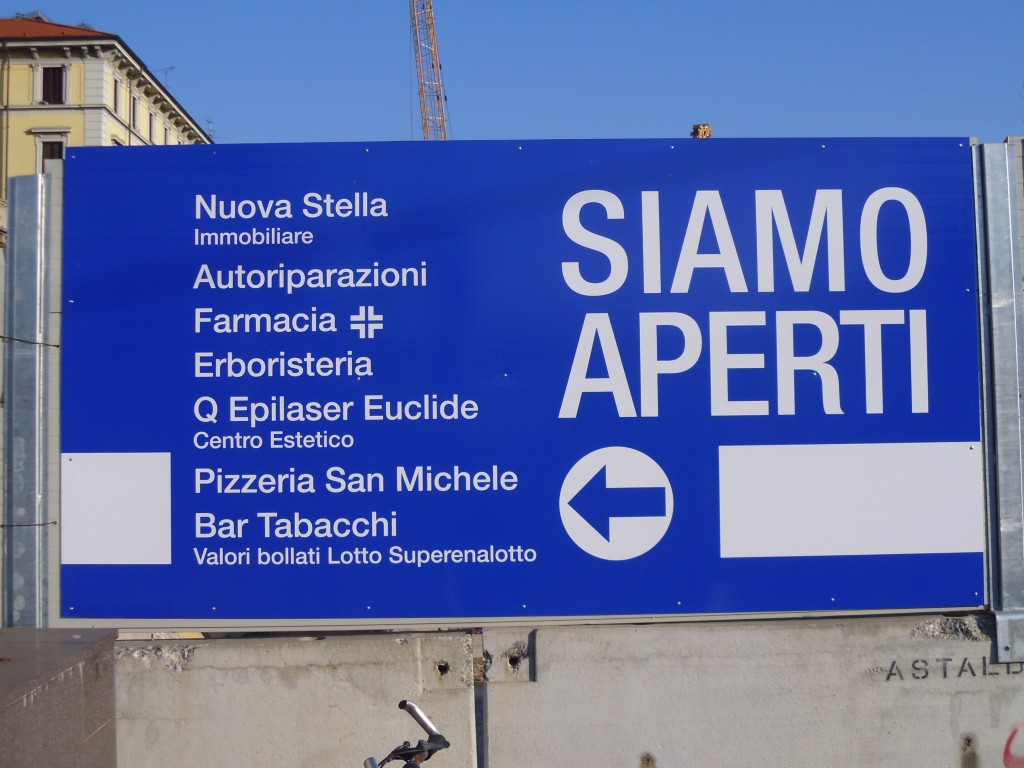 Nuova Stella
Immobiliare
Autoriparazioni
Farmacia
Erboristeria
Q Epilaser Euclide
Centro Estetico
Pizzeria San Michele
Bar Tabacchi
Valori bollati Lotto Superenalotto
SIAMO
APERTI